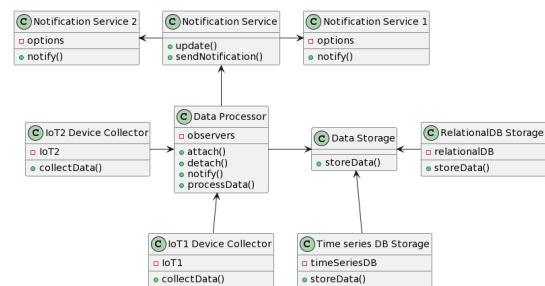 C Notification Service 2
options
notify()
C Notification Service
update()
sendNotification()
C Notification Service 1
options
notify()
C IoT2 Device Collector
IoT2
collectData()
C Data Processor
observers
attach()
detach()
notify()
processData()
C Data Storage
storeData()
C RelationalDB Storage
relationalDB
storeData()
C IoT1 Device Collector
IoT1
collectData()
C Time series DB Storage
timeSeriesDB
storeData()